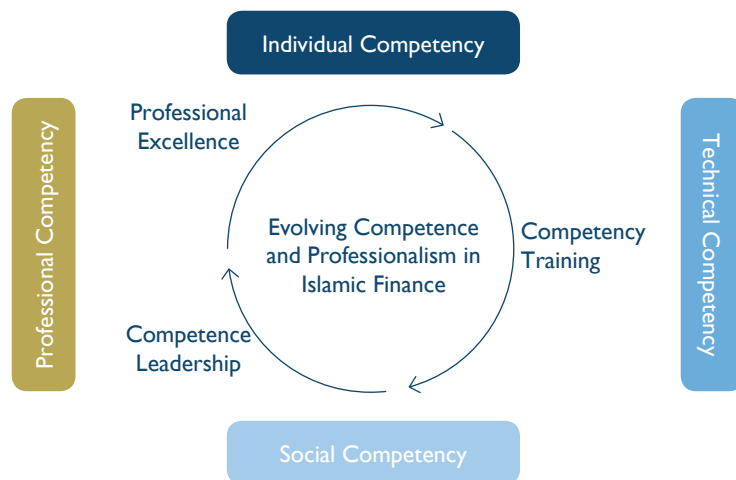 Individual Competency
Professional
Excellence
Professional Competency
Technical Competency
Evolving Competence
and Professionalism in
Islamic Finance
Competency
Training
Competence
Leadership
Social Competency